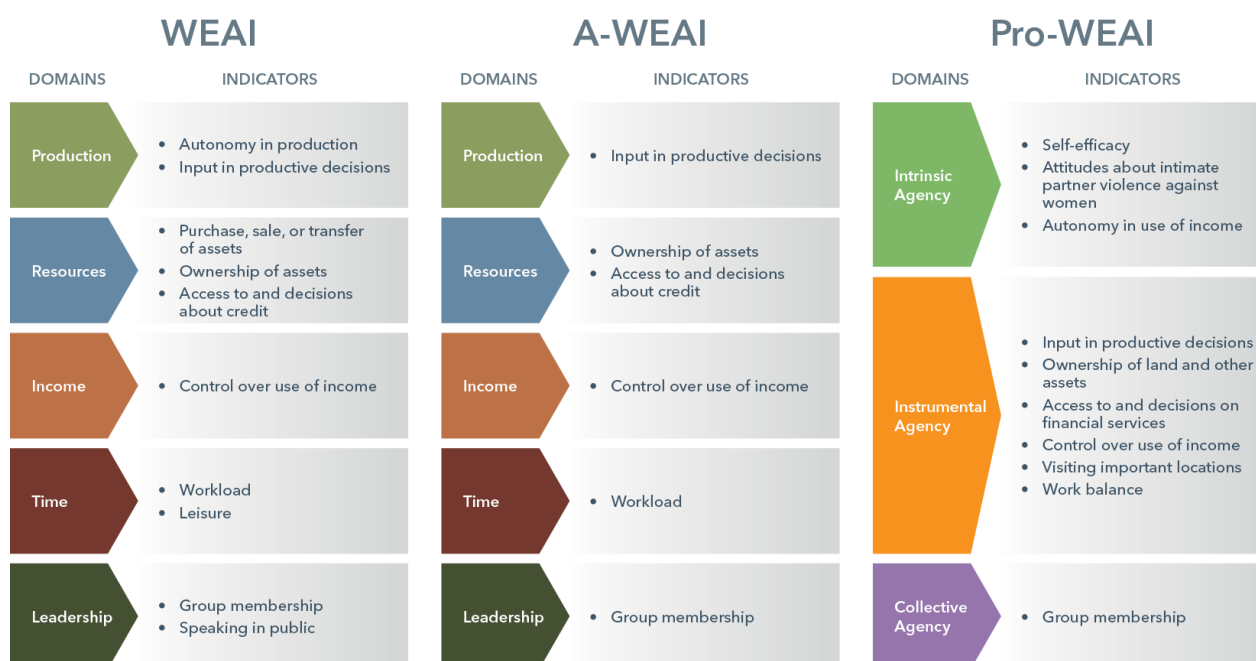 WEAI
DOMAINS
INDICATORS
Production
• Autonomy in production
• Input in productive decisions
Resources
• Purchase, sale, or transfer
of assets
• Ownership of assets
• Access to and decisions
about credit
Income
• Control over use of income
Time
• Workload
• Leisure
Leadership
• Group membership
• Speaking in public
A-WEAI
DOMAINS
INDICATORS
Production
• Input in productive decisions
Resources
• Ownership of assets
• Access to and decisions
about credit
Income
• Control over use of income
Time
• Workload
Leadership
• Group membership
Pro-WEAI
DOMAINS
INDICATORS
Intrinsic
Agency
• Self-efficacy
• Attitudes about intimate
partner violence against
women
• Autonomy in use of income
Instrumental
Agency
• Input in productive decisions
• Ownership of land and other
assets
• Access to and decisions on
financial services
• Control over use of income
• Visiting important locations
• Work balance
Collective
Agency
• Group membership